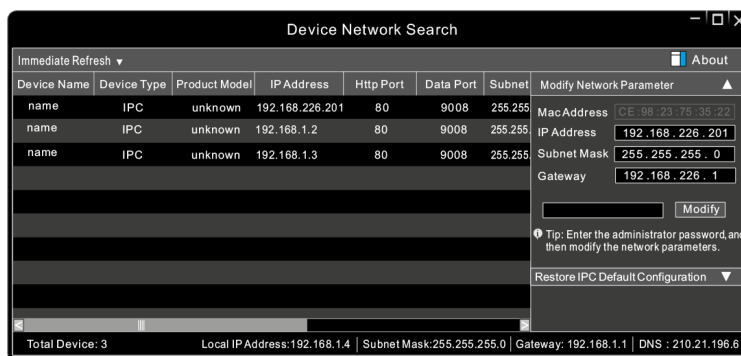 Device Network Search
Immediate Refresh ▼
About
Device Name Device Type Product Model IP Address Http Port Data Port Subnet
name IPC unknown 192.168.226.201 80 9008 255.255
name IPC unknown 192.168.1.2 80 9008 255.255.
name IPC unknown 192.168.1.3 80 9008 255.255.
Modify Network Parameter ▲
Mac Address CE:98:23:75:35:22
IP Address 192.168.226.201
Subnet Mask 255.255.255.0
Gateway 192.168.226.1
Modify
Tip: Enter the administrator password, and
then modify the network parameters.
Restore IPC Default Configuration ▼
Total Device: 3 Local IP Address:192.168.1.4 Subnet Mask:255.255.255.0 Gateway: 192.168.1.1 DNS : 210.21.196.6